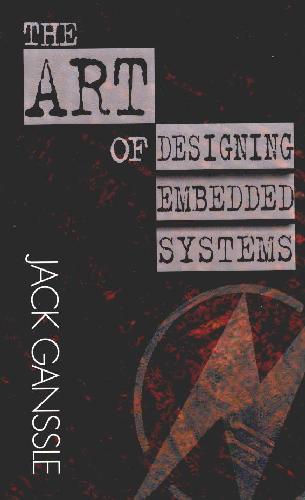 THE
ART
OF DESIGNING
EMBEDDED
SYSTEMS
JACK GANSSLE